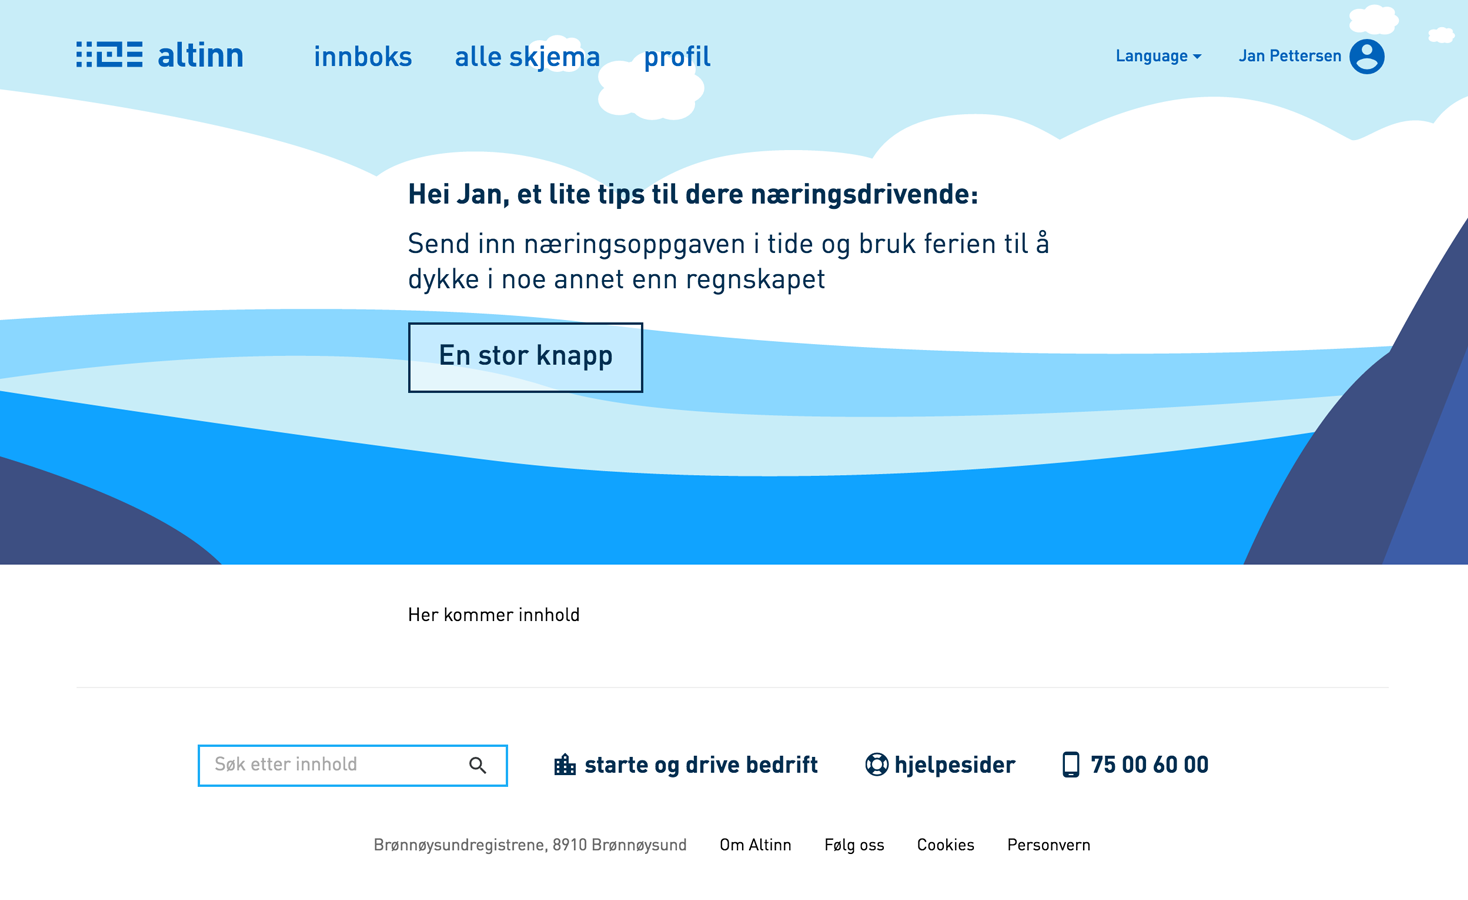 altinn
innboks
alle skjema
profil
Language
Jan Pettersen
Hei Jan, et lite tips til dere næringsdrivende:
Send inn næringsoppgaven i tide og bruk ferien til å
dykke i noe annet enn regnskapet
En stor knapp
Her kommer innhold
Søk etter innhold
starte og drive bedrift
hjelpesider
75 00 60 00
Brønnøysundregistrene, 8910 Brønnøysund
Om Altinn
Følg oss
Cookies
Personvern